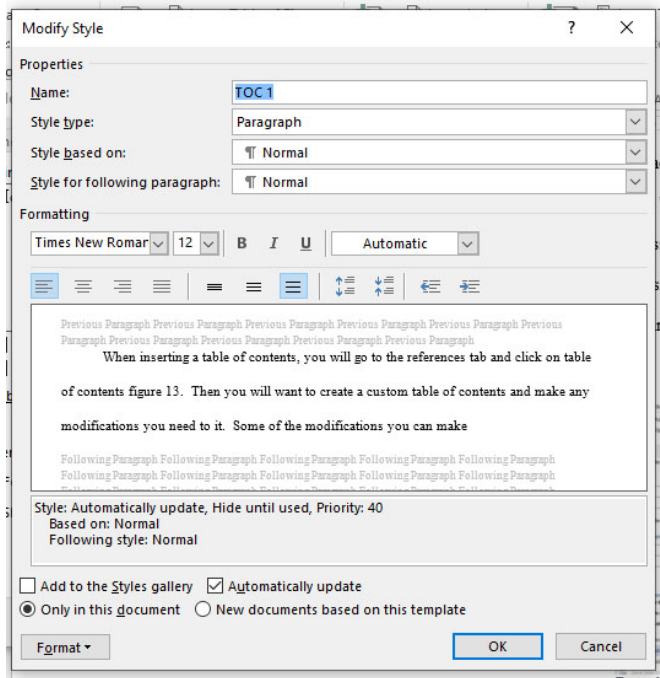 Modify Style ? ×
Properties
Name: TOC 1
Style type: Paragraph
Style based on: ¶ Normal
Style for following paragraph: ¶ Normal
Formatting
Times New Romar 12 B I U Automatic
Previous Paragraph Previous Paragraph Previous Paragraph Previous Paragraph Previous Paragraph Previous
Paragraph Previous Paragraph Previous Paragraph Previous Paragraph Previous Paragraph
When inserting a table of contents, you will go to the references tab and click on table
of contents figure 13. Then you will want to create a custom table of contents and make any
modifications you need to it. Some of the modifications you can make
Following Paragraph Following Paragraph Following Paragraph Following Paragraph Following Paragraph
Following Paragraph Following Paragraph Following Paragraph Following Paragraph Following Paragraph
Style: Automatically update, Hide until used, Priority: 40
Based on: Normal
Following style: Normal
Add to the Styles gallery Automatically update
Only in this document New documents based on this template
Format OK Cancel